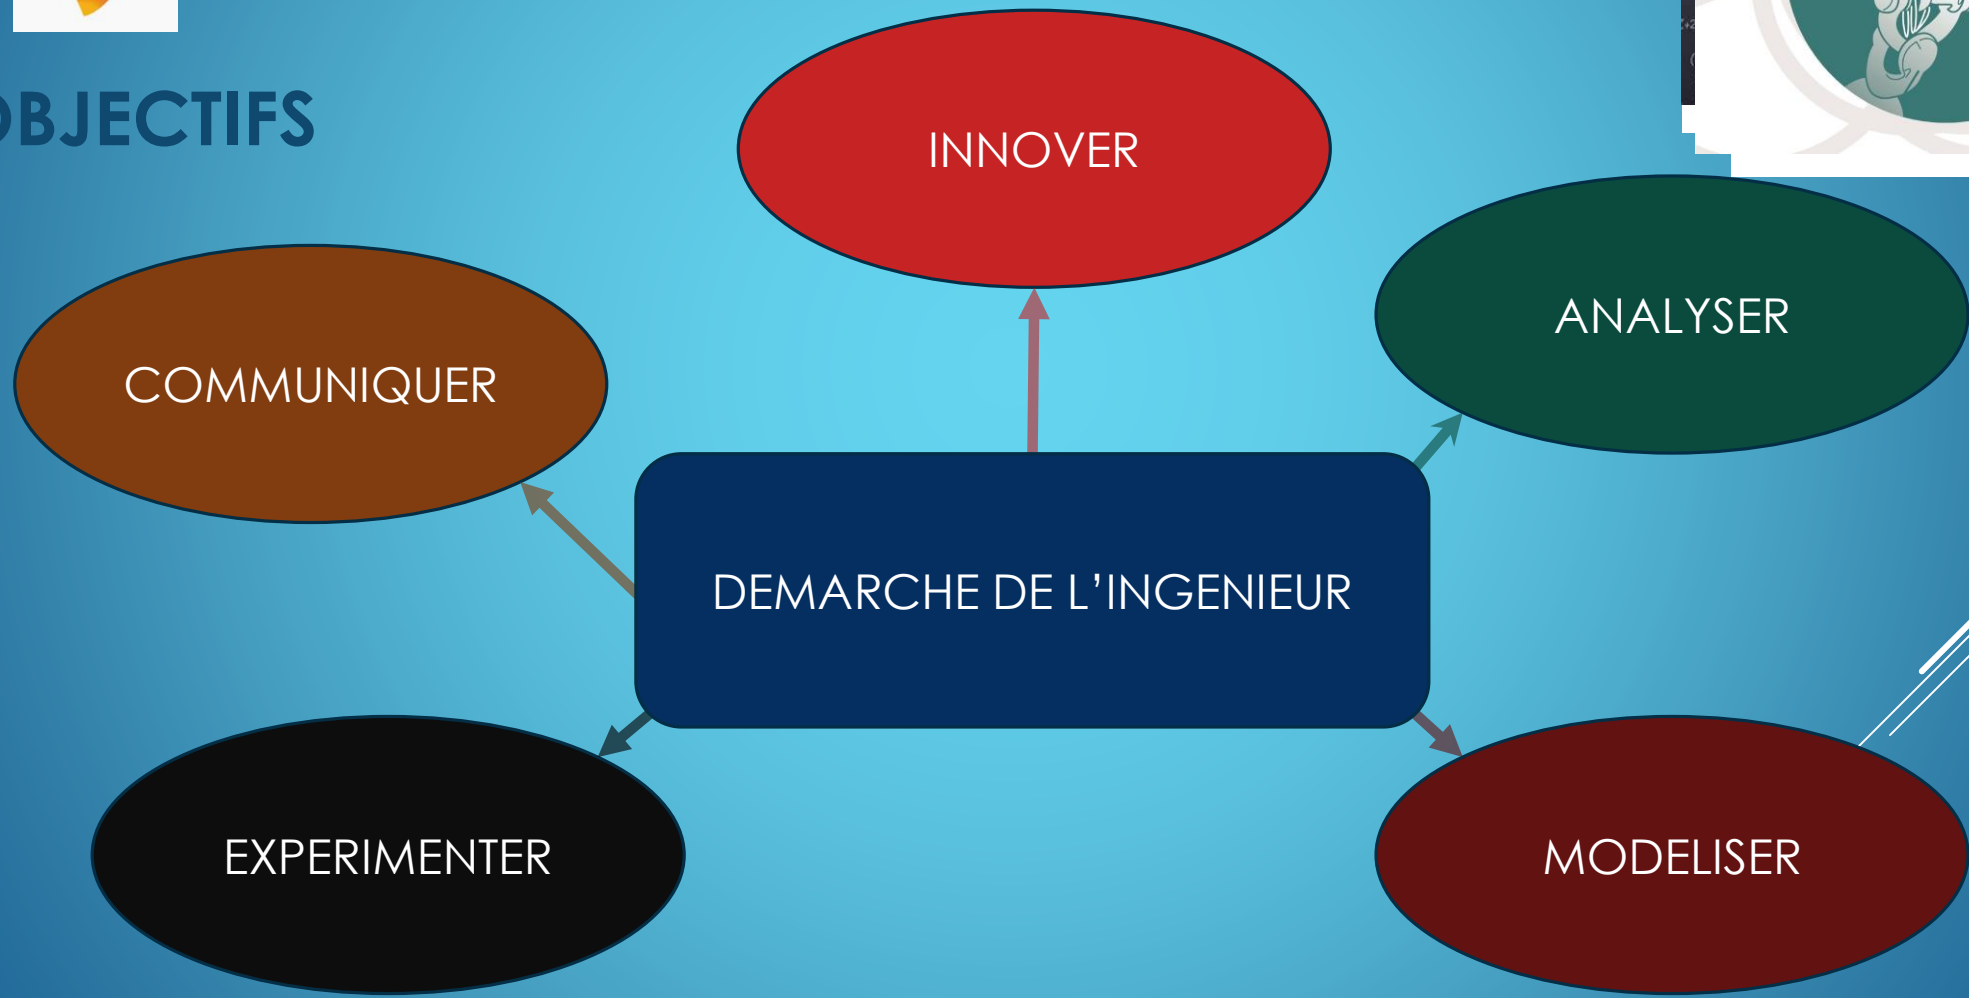 OBJECTIFS
INNOVER
ANALYSER
COMMUNIQUER
DEMARCHE DE L’INGENIEUR
EXPERIMENTER
MODELISER